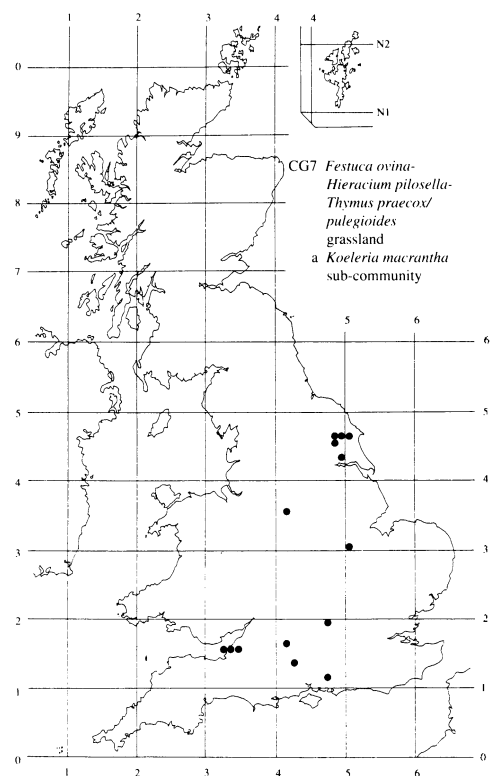 1 2 3 4
4
N2
0
N1
9
CG7 Festuca ovina-
Hieracium pilosella-
Thymus praecox/
pulegioides
grassland
a Koeleria macrantha
sub-community
8
7
5 6
6 6
5 5
4 4
3 3
2 2
1 1
0 0
1 2 3 4 5 6